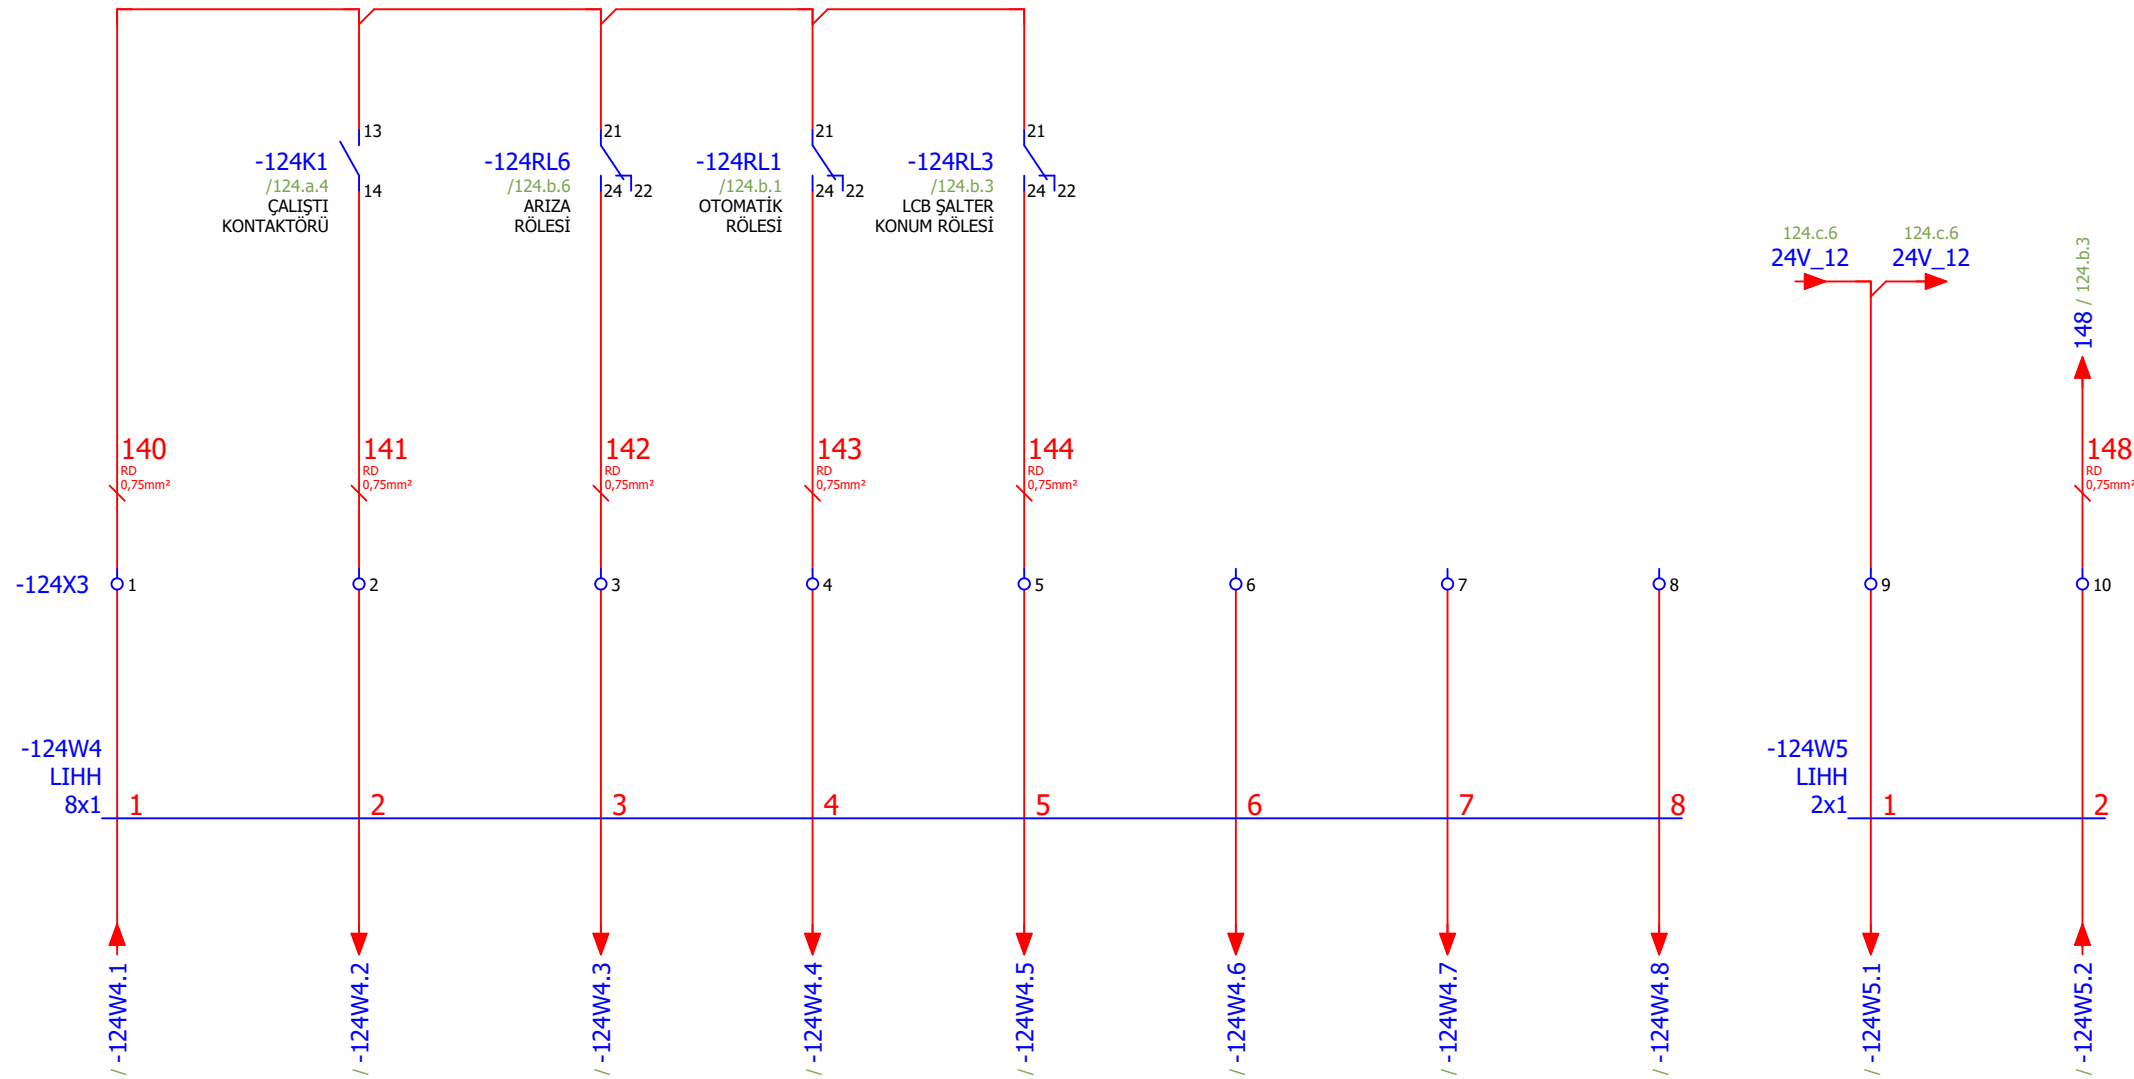 13
-124K1
/124.a.4
ÇALIŞTI
KONTAKTÖRÜ
14
21
-124RL6
/124.b.6
ARIZA
RÖLESİ
24 22
21
-124RL1
/124.b.1
OTOMATİK
RÖLESİ
24 22
21
-124RL3
/124.b.3
LCB ŞALTER
KONUM RÖLESİ
24 22
124.c.6
24V_12
124.c.6
24V_12
148 / 124.b.3
140
RD
0,75mm²
141
RD
0,75mm²
142
RD
0,75mm²
143
RD
0,75mm²
144
RD
0,75mm²
148
RD
0,75mm²
-124X3
1
2
3
4
5
6
7
8
9
10
-124W4
LIHH
8x1
1
2
3
4
5
6
7
8
-124W5
LIHH
2x1
1
2
/ -124W4.1
/ -124W4.2
/ -124W4.3
/ -124W4.4
/ -124W4.5
/ -124W4.6
/ -124W4.7
/ -124W4.8
/ -124W5.1
/ -124W5.2